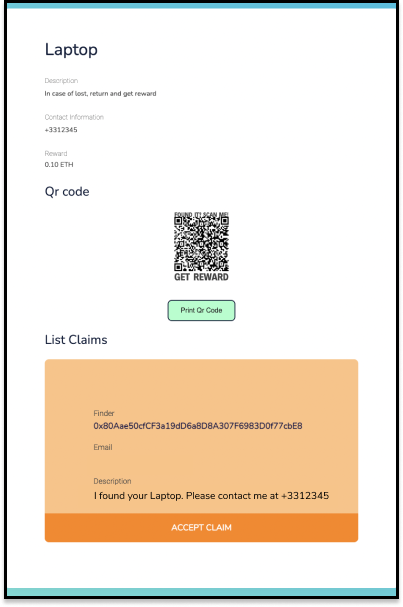 Laptop
Description
In case of lost, return and get reward
Contact Information
+3312345
Reward
0.10 ETH
Qr code
FOUND IT? SCAN ME!
GET REWARD
Print Qr Code
List Claims
Finder
0x80Aae50cfCF3a19dD6a8D8A307F6983D0f77cbE8
Email
Description
I found your Laptop. Please contact me at +3312345
ACCEPT CLAIM